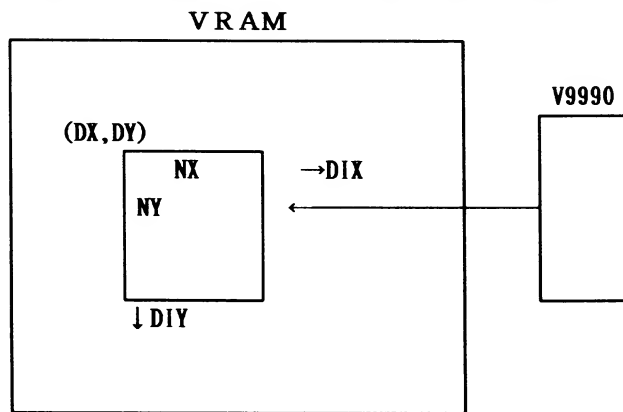 VRAM
V9990
(DX,DY)
NX
→DIX
NY
↓DIY